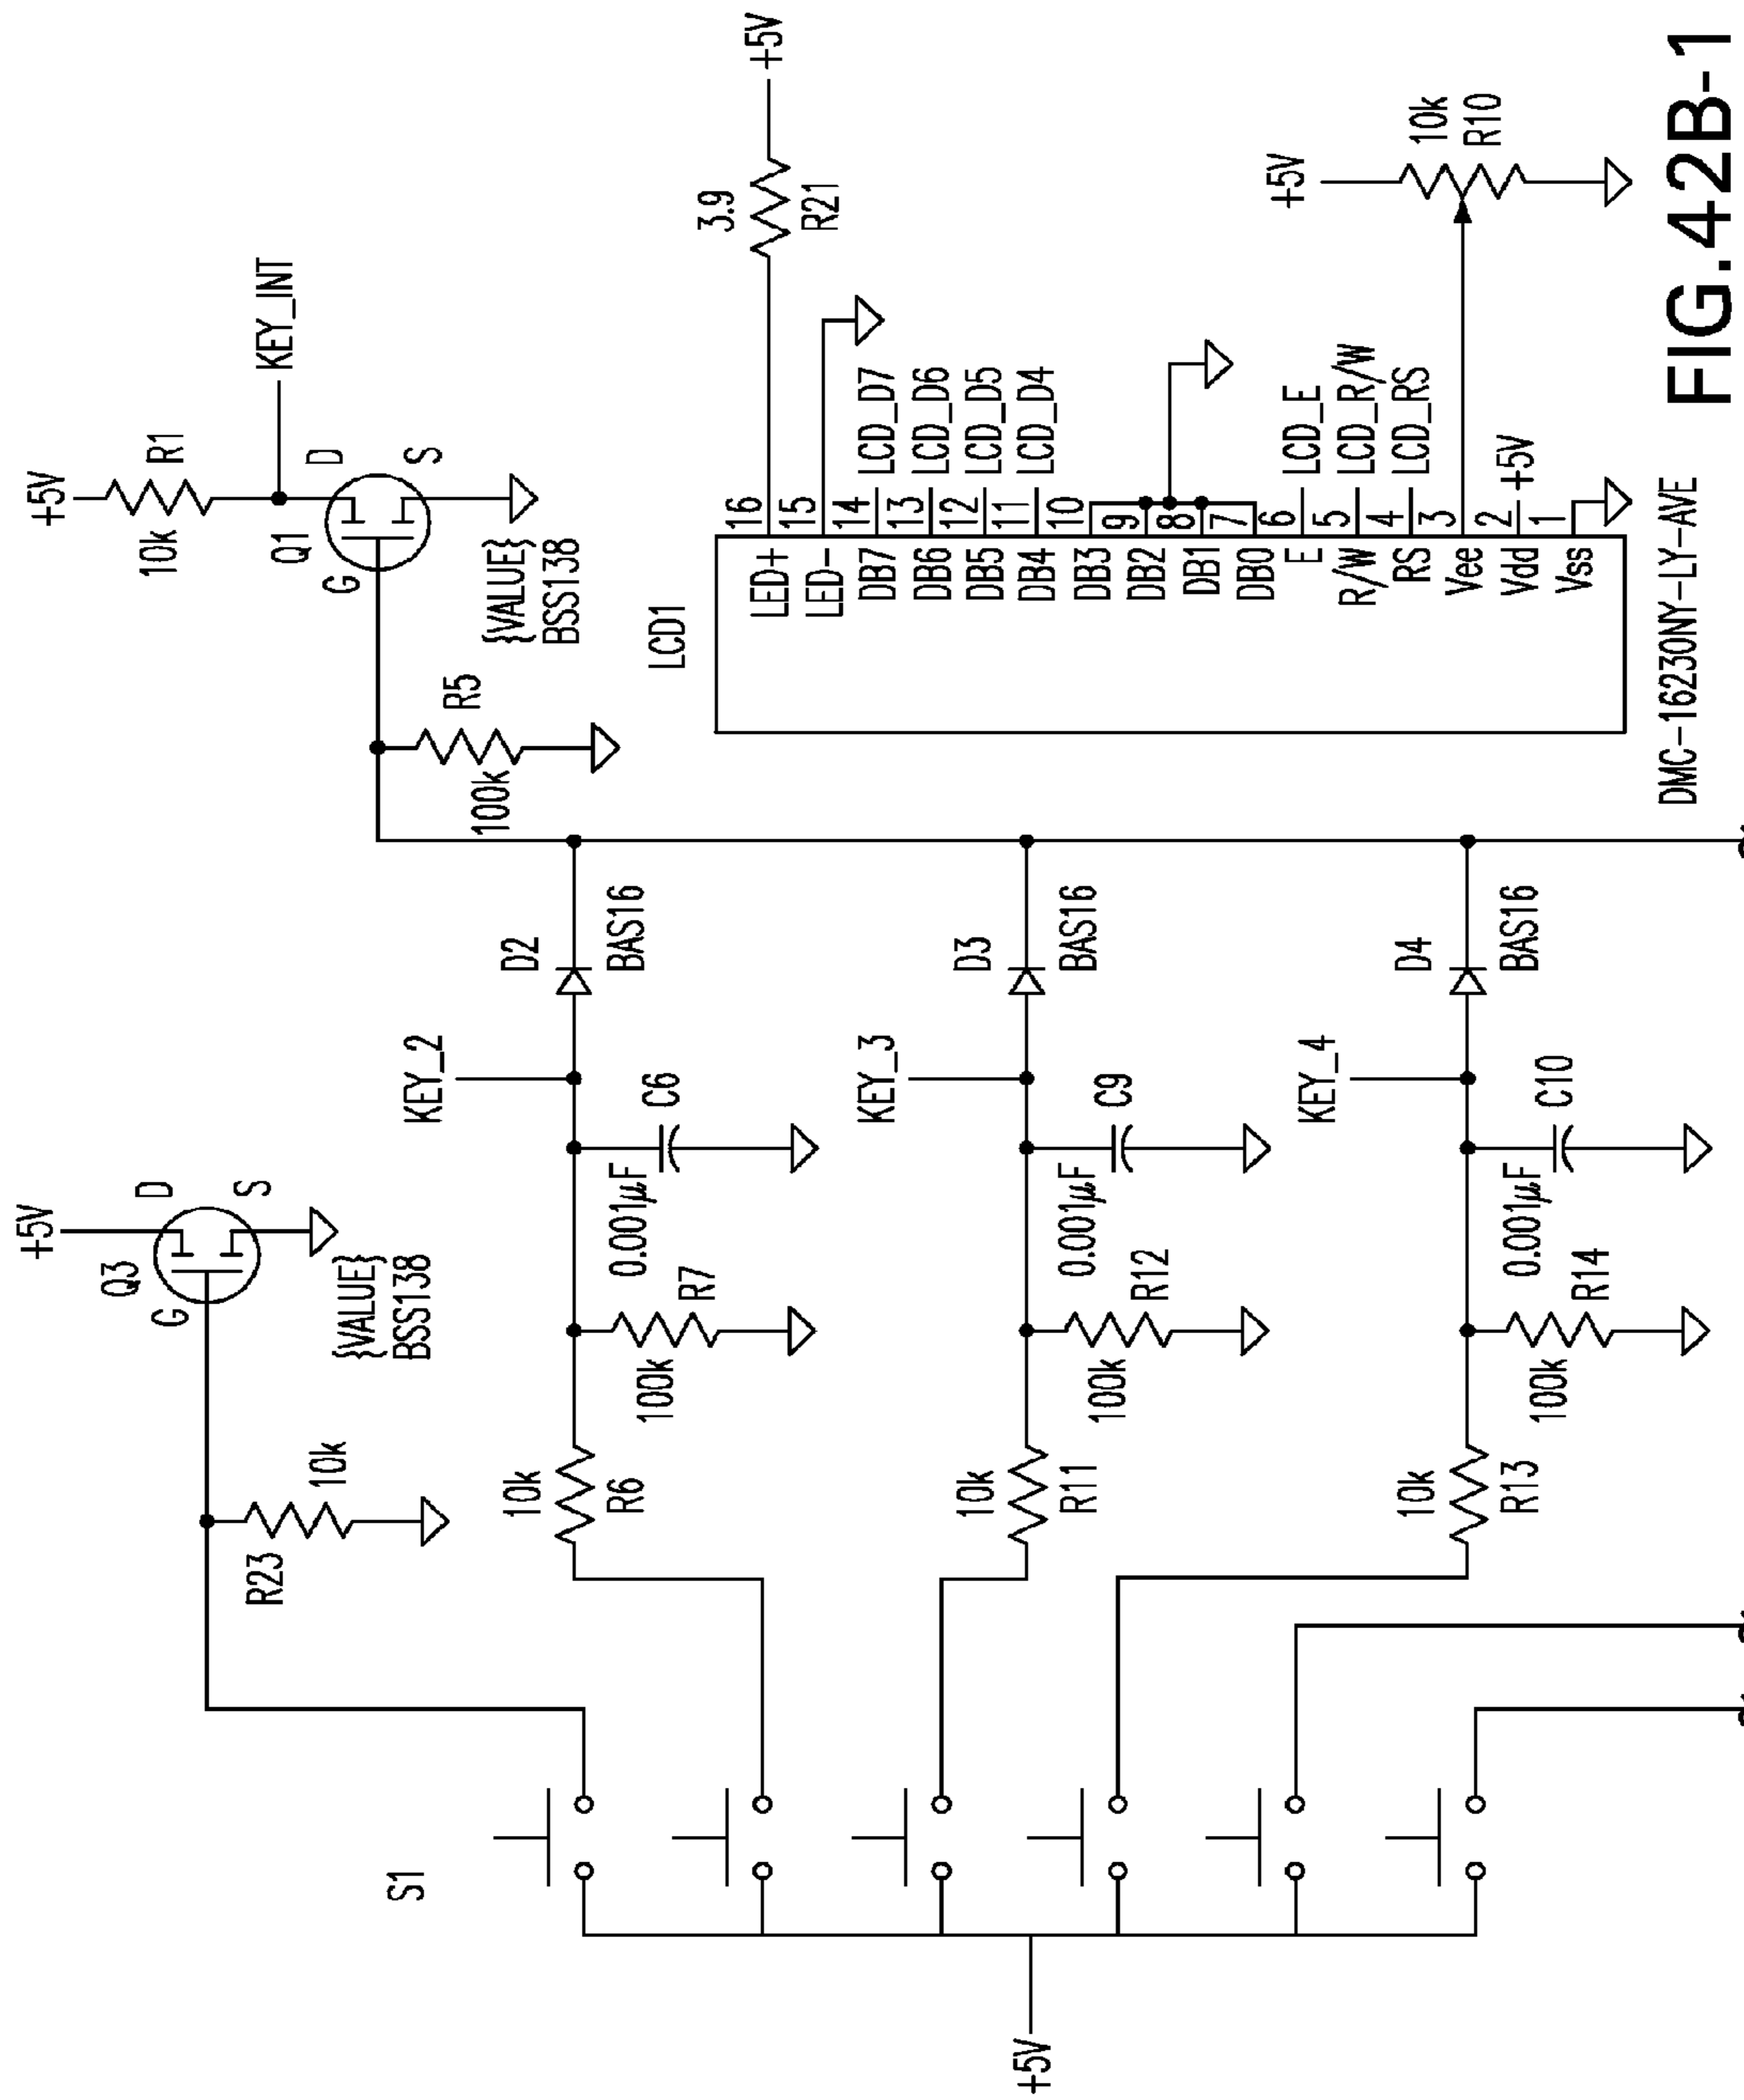 +5V
S1
R23
10k
+5V
Q3
D
G
S
{VALUE}
BSS138
10k
R6
100k
R7
0.001μF
C6
KEY_2
D2
BAS16
10k
R11
100k
R12
0.001μF
C9
KEY_3
D3
BAS16
10k
R13
100k
R14
0.001μF
C10
KEY_4
D4
BAS16
+5V
10k
R1
KEY_INT
Q1
D
G
S
{VALUE}
BSS138
100k
R5
LCD1
LED+ 16
LED- 15
DB7 14 LCD_D7
DB6 13 LCD_D6
DB5 12 LCD_D5
DB4 11 LCD_D4
DB3 10
DB2 9
DB1 8
DB0 7
E 6 LCD_E
R/W 5 LCD_R/W
RS 4 LCD_RS
Vee 3
Vdd 2 +5V
Vss 1
DMC-16230NY-LY-AVE
3.9
R21
+5V
+5V
10k
R10
FIG.42B-1